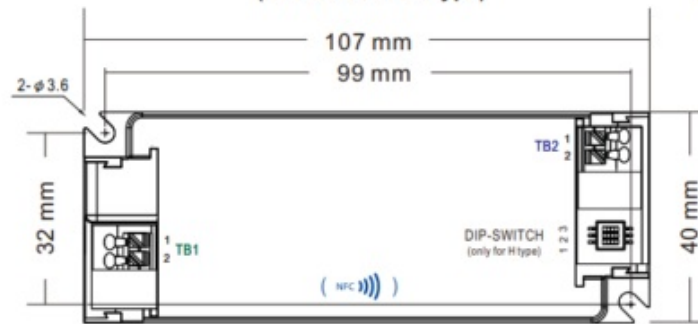 107 mm
99 mm
2-ϕ3.6
TB2
1
2
32 mm
40 mm
1
2
TB1
DIP-SWITCH
(only for H type)
1 2 3
( NFC )